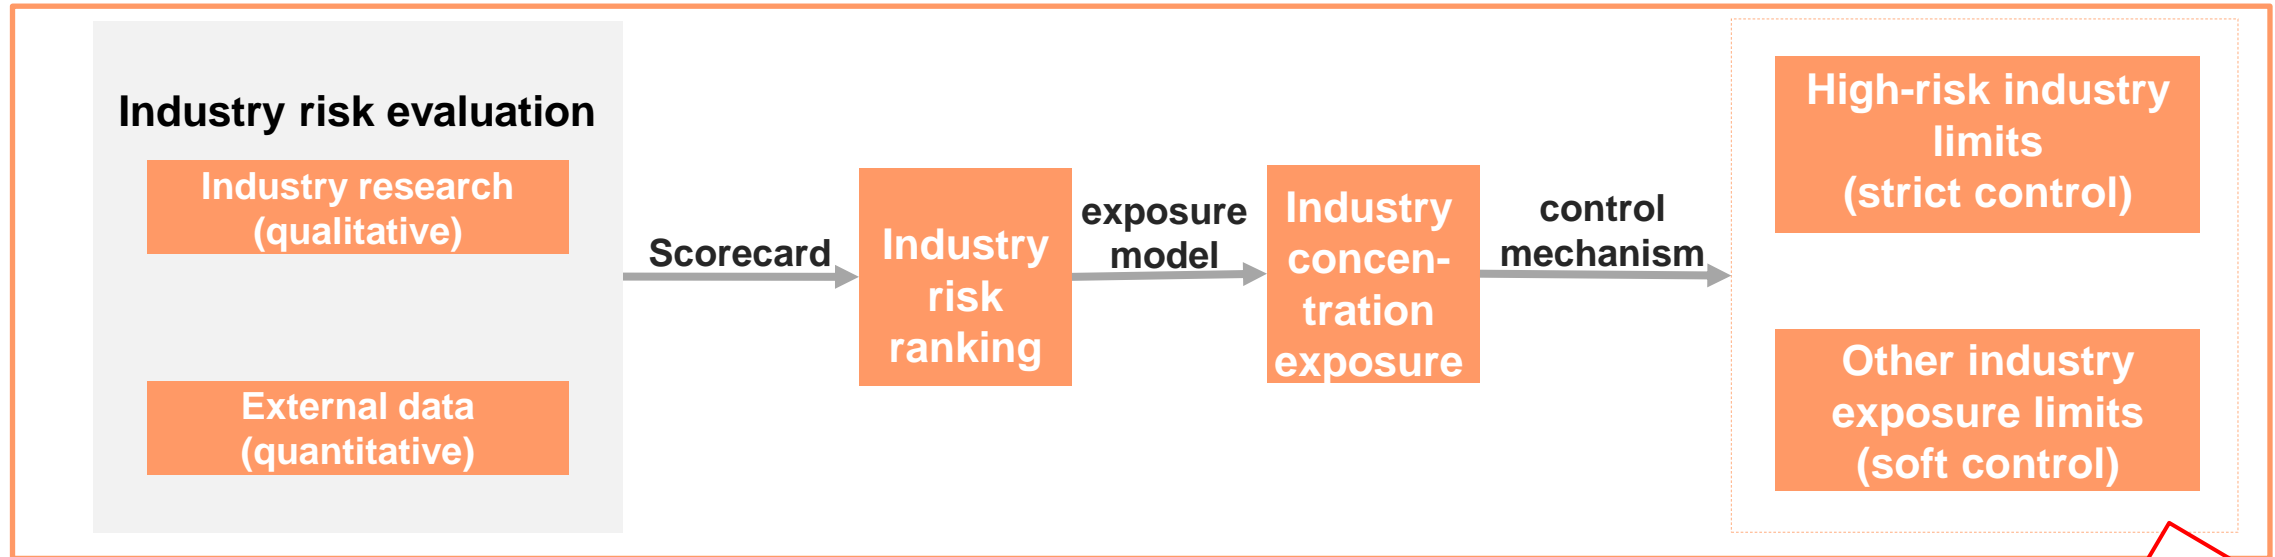 Industry risk evaluation
Industry research
(qualitative)
External data
(quantitative)
Scorecard
Industry
risk
ranking
exposure
model
Industry
concen-
tration
exposure
control
mechanism
High-risk industry
limits
(strict control)
Other industry
exposure limits
(soft control)